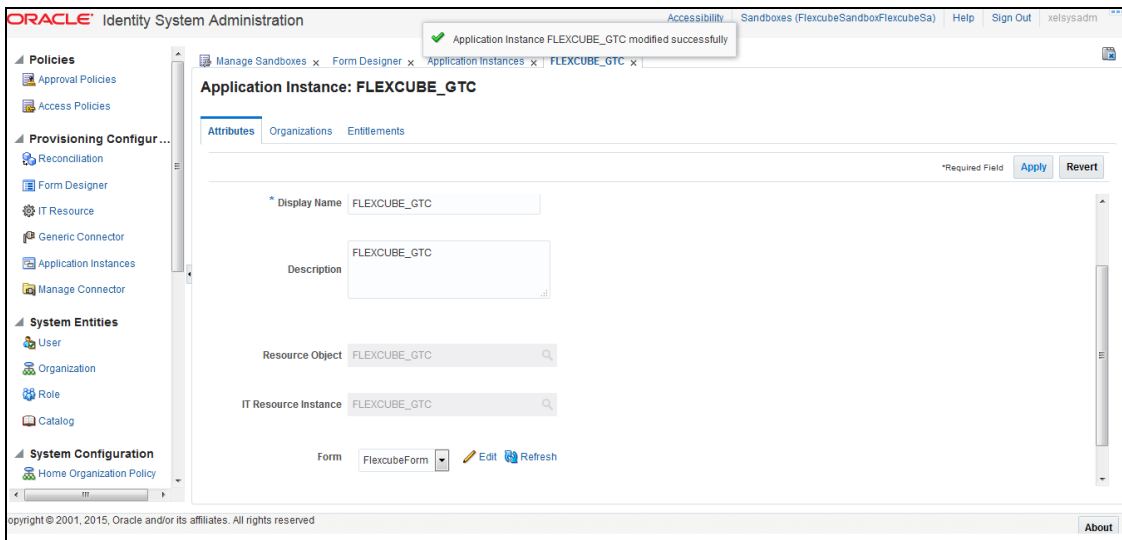 ORACLE' Identity System Administration
Accessibility Sandboxes (FlexcubeSandboxFlexcubeSa) Help Sign Out xelsysadm
Application Instance FLEXCUBE_GTC modified successfully
Policies
Approval Policies
Access Policies
Provisioning Configur ...
Reconciliation
Form Designer
IT Resource
Generic Connector
Application Instances
Manage Connector
System Entities
User
Organization
Role
Catalog
System Configuration
Home Organization Policy
Manage Sandboxes x Form Designer x Application Instances x FLEXCUBE_GTC x
Application Instance: FLEXCUBE_GTC
Attributes Organizations Entitlements
*Required Field Apply Revert
* Display Name FLEXCUBE_GTC
Description FLEXCUBE_GTC
Resource Object FLEXCUBE_GTC
IT Resource Instance FLEXCUBE_GTC
Form FlexcubeForm Edit Refresh
opyright © 2001, 2015, Oracle and/or its affiliates. All rights reserved
About